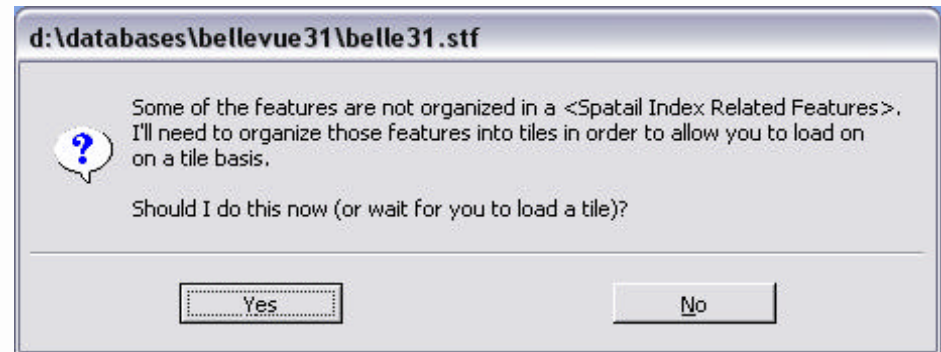 d:\databases\bellevue31\belle31.stf
Some of the features are not organized in a <Spatail Index Related Features>.
I'll need to organize those features into tiles in order to allow you to load on
on a tile basis.
Should I do this now (or wait for you to load a tile)?
Yes
No